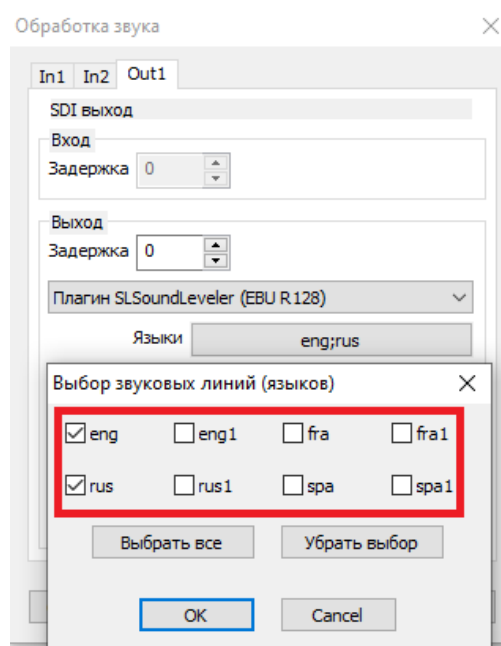 Обработка звука
In1 In2 Out1
SDI выход
Вход
Задержка 0
Выход
Задержка 0
Плагин SLSoundLeveler (EBU R128)
Языки eng;rus
Выбор звуковых линий (языков)
eng eng1 fra fra1
rus rus1 spa spa1
Выбрать все Убрать выбор
OK Cancel